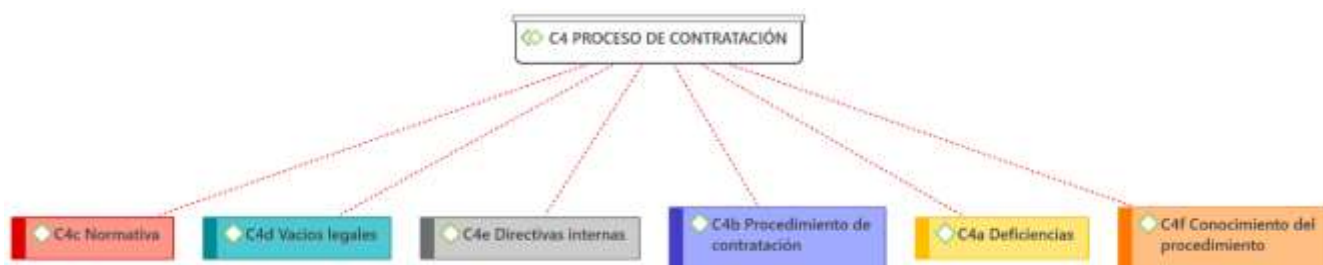 C4 PROCESO DE CONTRATACIÓN
C4c Normativa
C4d Vacios legales
C4e Directivas internas
C4b Procedimiento de
contratación
C4a Deficiencias
C4f Conocimiento del
procedimiento